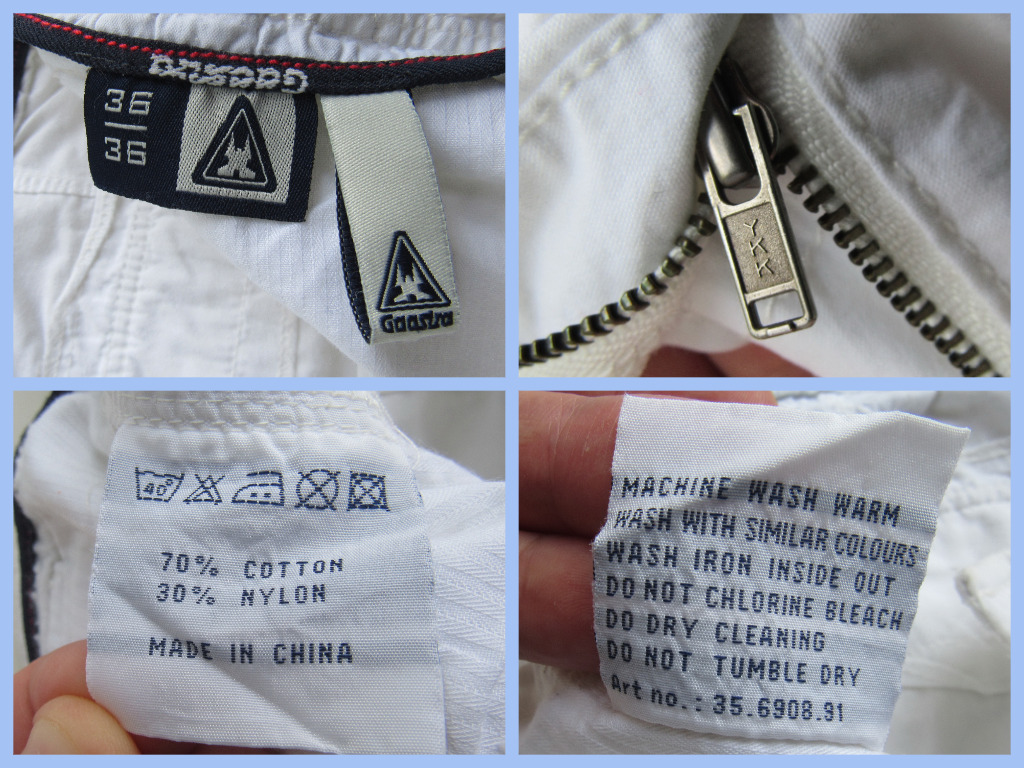 Gaastra
36
36
Gaastra
YKK
40°
70% COTTON
30% NYLON
MADE IN CHINA
MACHINE WASH WARM
WASH WITH SIMILAR COLOURS
WASH IRON INSIDE OUT
DO NOT CHLORINE BLEACH
DO DRY CLEANING
DO NOT TUMBLE DRY
Art no.: 35.6908.91